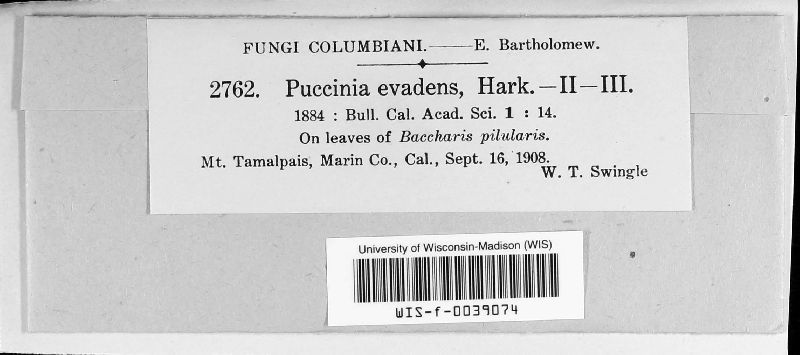 FUNGI COLUMBIANI.——E. Bartholomew.
2762. Puccinia evadens, Hark.—II—III.
1884 : Bull. Cal. Acad. Sci. 1 : 14.
On leaves of Baccharis pilularis.
Mt. Tamalpais, Marin Co., Cal., Sept. 16, 1908.
W. T. Swingle
University of Wisconsin-Madison (WIS)
WIS-f-0039074